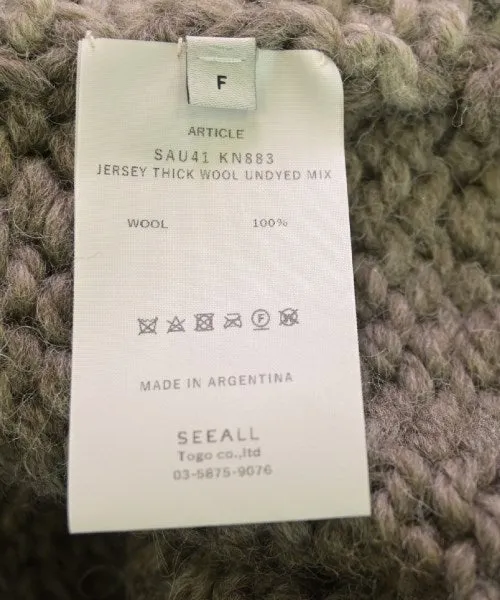 F
ARTICLE
SAU41 KN883
JERSEY THICK WOOL UNDYED MIX
WOOL 100%
F W
MADE IN ARGENTINA
SEEALL
Togo co.,ltd
03-5875-9076